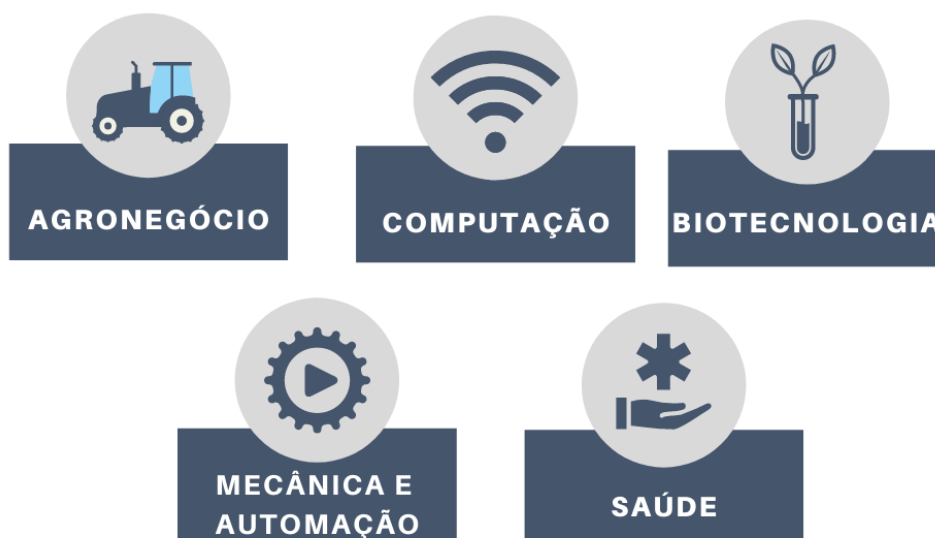 AGRONEGÓCIO
COMPUTAÇÃO
BIOTECNOLOGIA
MECÂNICA E
AUTOMAÇÃO
SAÚDE